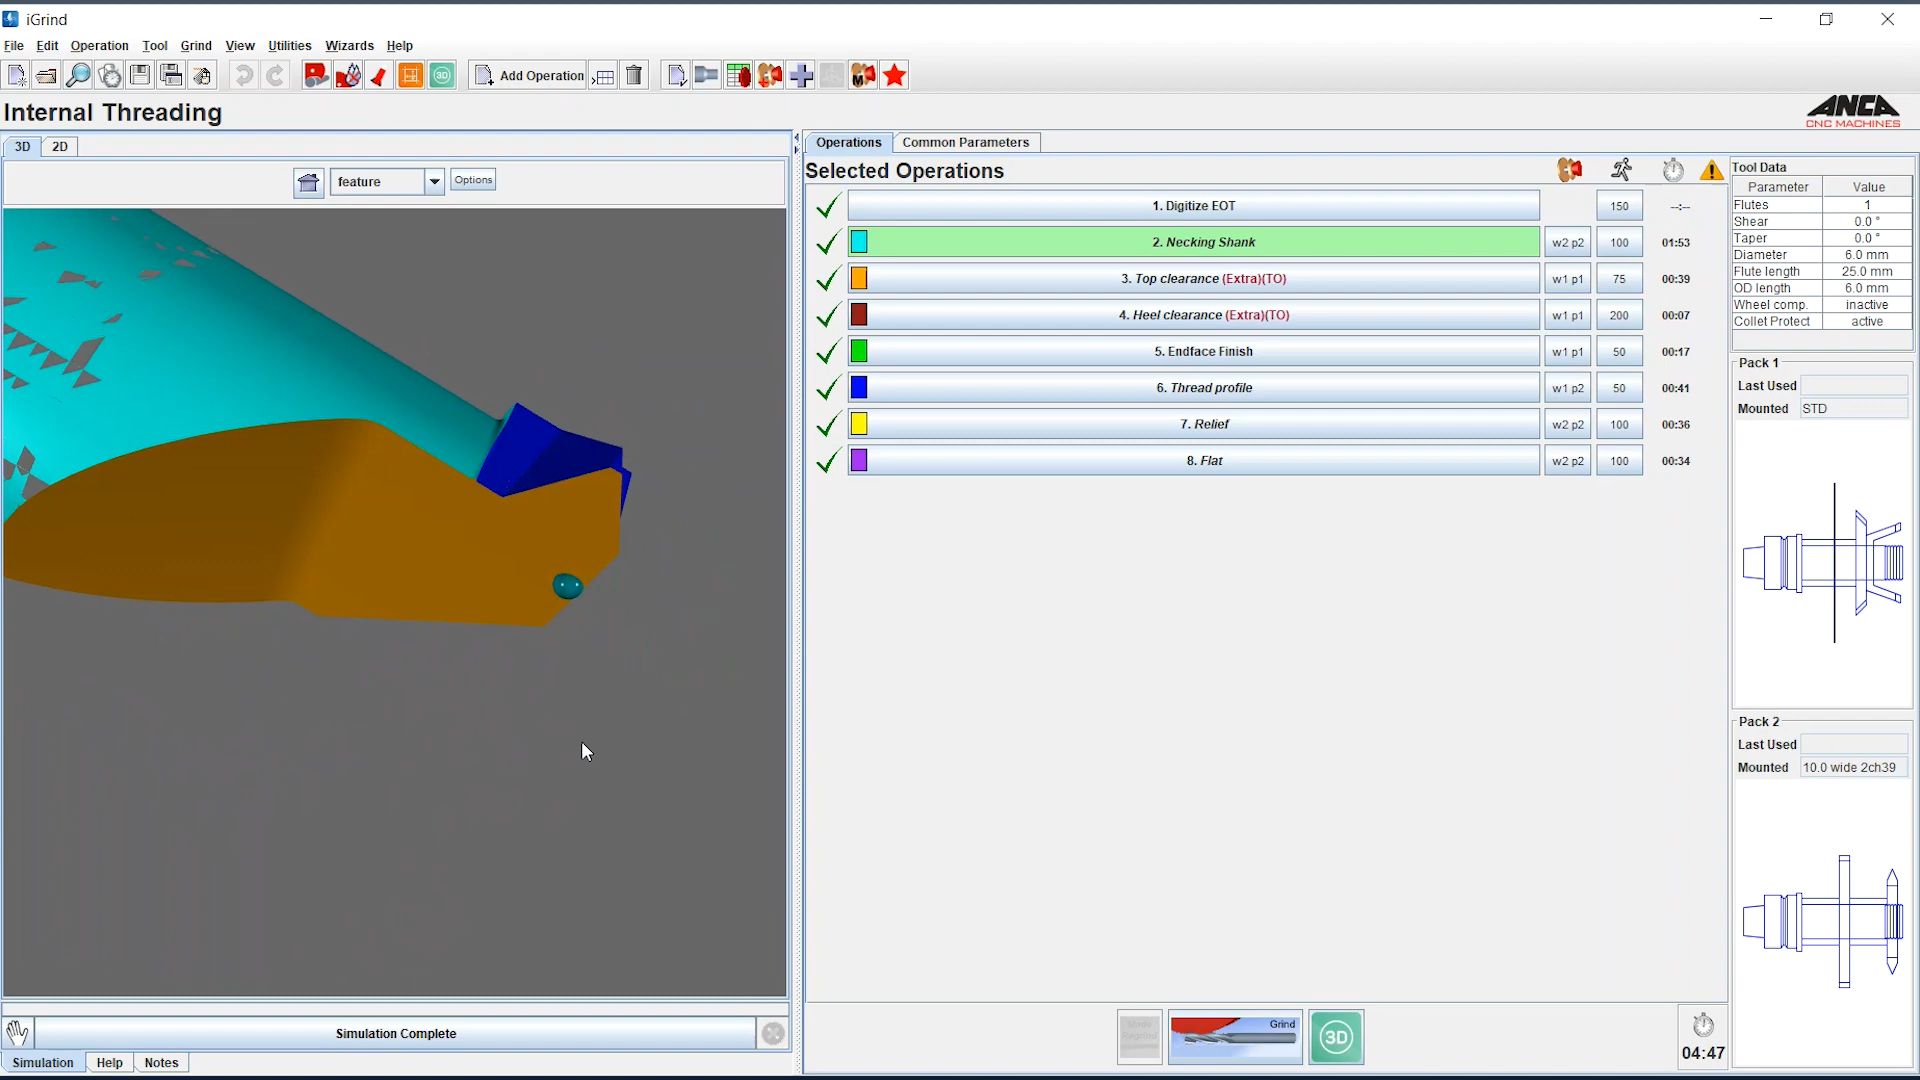 iGrind
File Edit Operation Tool Grind View Utilities Wizards Help
3D Add Operation M
Internal Threading
ANCA
CNC MACHINES
3D 2D
feature Options
Simulation Complete
Simulation Help Notes
Operations Common Parameters
Selected Operations
1. Digitize EOT 150 --:--
2. Necking Shank w2 p2 100 01:53
3. Top clearance (Extra)(TO) w1 p1 75 00:39
4. Heel clearance (Extra)(TO) w1 p1 200 00:07
5. Endface Finish w1 p1 50 00:17
6. Thread profile w1 p2 50 00:41
7. Relief w2 p2 100 00:36
8. Flat w2 p2 100 00:34
Grind 3D
04:47
Tool Data
Parameter Value
Flutes 1
Shear 0.0 °
Taper 0.0 °
Diameter 6.0 mm
Flute length 25.0 mm
OD length 6.0 mm
Wheel comp. inactive
Collet Protect active
Pack 1
Last Used
Mounted STD
Pack 2
Last Used
Mounted 10.0 wide 2ch39